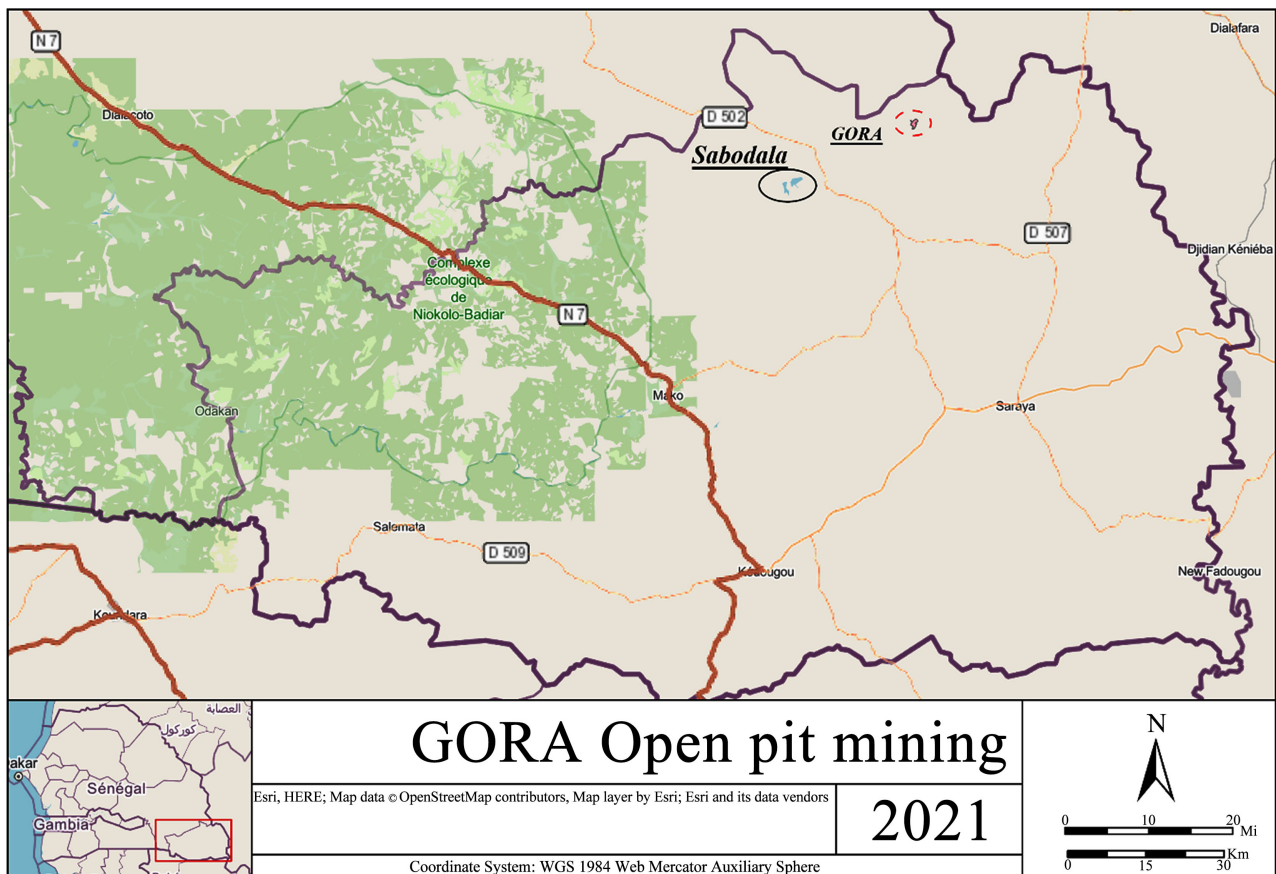 N 7
Dialafara
Dialacoto
D 502
GORA
Sabodala
D 507
Djidian Kéniéba
Complexe
écologique
de
Niokolo-Badiar
N 7
Mako
Odakan
Saraya
Salemata
D 509
Kédougou
New Fadougou
Koundara
العصابة
كوركول
akar
Sénégal
Gambia
GORA Open pit mining
Esri, HERE; Map data © OpenStreetMap contributors, Map layer by Esri; Esri and its data vendors
2021
Coordinate System: WGS 1984 Web Mercator Auxiliary Sphere
N
0 10 20 Mi
0 15 30 Km